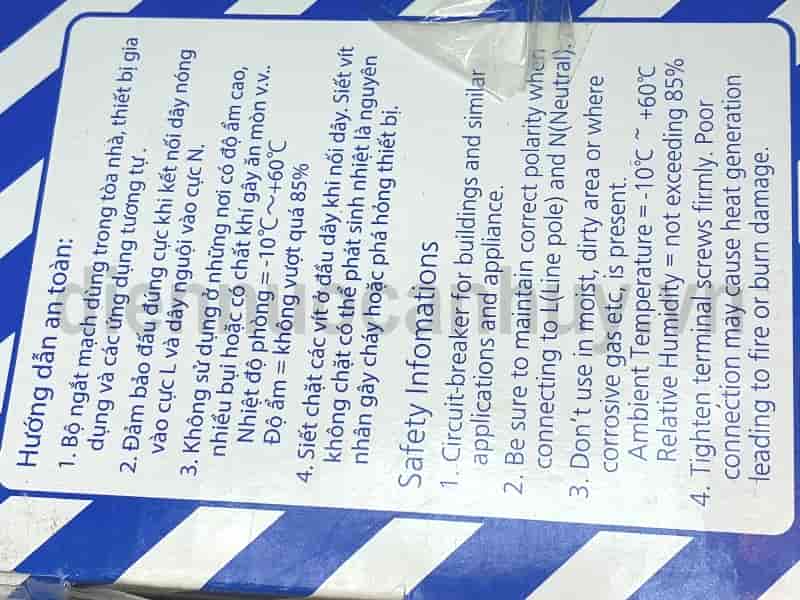 Hướng dẫn an toàn:
1. Bộ ngắt mạch dùng trong tòa nhà, thiết bị gia
dụng và các ứng dụng tương tự .
2. Đảm bảo đấu đúng cực khi kết nối dây nóng
vào cực L và dây nguội vào cực N.
3. Không sử dụng ở những nơi có độ ẩm cao,
nhiều bụi hoặc có chất khí gây ăn mòn v.v..
Nhiệt độ phòng = -10℃～+60℃
Độ ẩm = không vượt quá 85%
4. Siết chặt các vít ở đầu dây khi nối dây. Siết vít
không chặt có thể phát sinh nhiệt là nguyên
nhân gây cháy hoặc phá hỏng thiết bị.
Safety Infomations
1. Circuit-breaker for buildings and similar
applications and appliance.
2. Be sure to maintain correct polarity when
connecting to L(Line pole) and N(Neutral).
3. Don't use in moist, dirty area or where
corrosive gas,etc, is present.
Ambient Temperature = -10℃ ~ +60℃
Relative Humidity = not exceeding 85%
4. Tighten terminal screws firmly. Poor
connection may cause heat generation
leading to fire or burn damage.
diennuocanhuy.vn